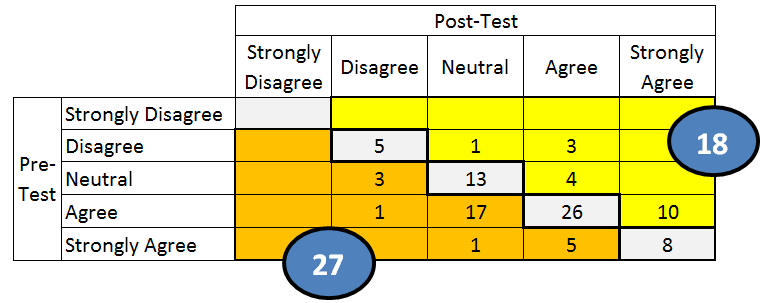 Post-Test
Strongly Disagree Disagree Neutral Agree Strongly Agree
Pre-Test
Strongly Disagree
Disagree 5 1 3
18
Neutral 3 13 4
Agree 1 17 26 10
Strongly Agree 1 5 8
27